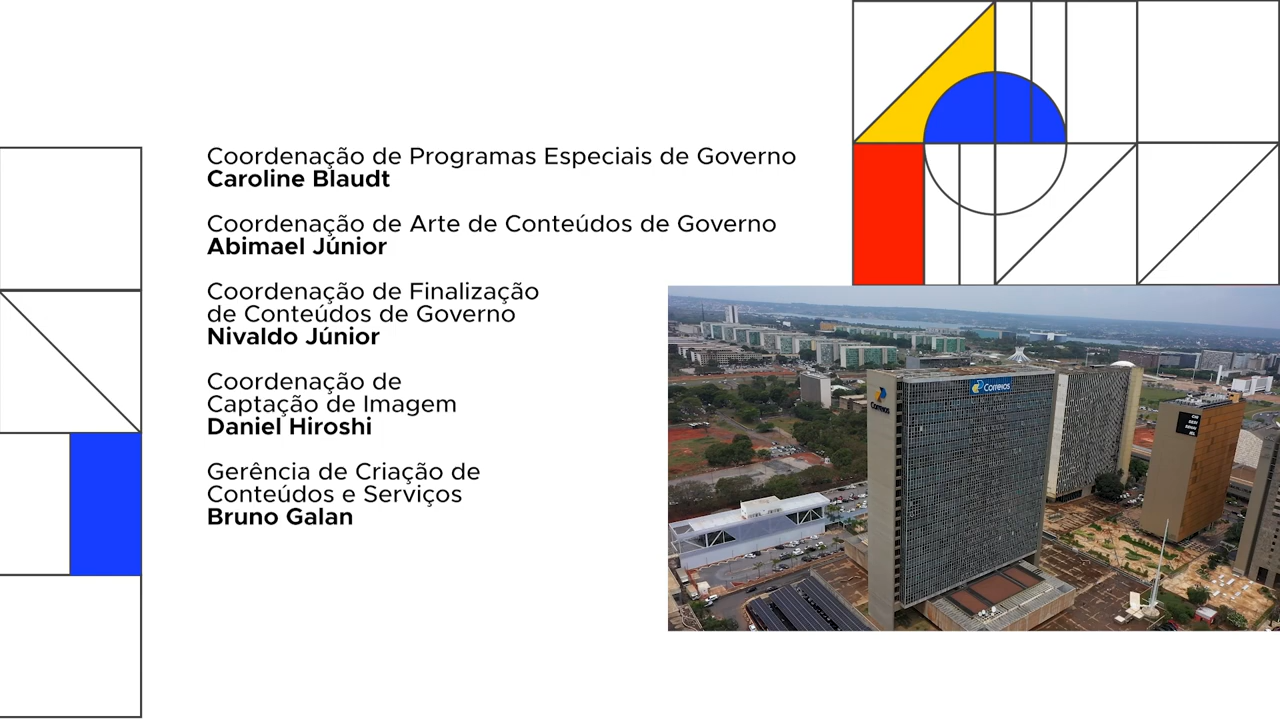 Coordenação de Programas Especiais de Governo
Caroline Blaudt
Coordenação de Arte de Conteúdos de Governo
Abimael Júnior
Coordenação de Finalização
de Conteúdos de Governo
Nivaldo Júnior
Coordenação de
Captação de Imagem
Daniel Hiroshi
Gerência de Criação de
Conteúdos e Serviços
Bruno Galan
Correios
Correios